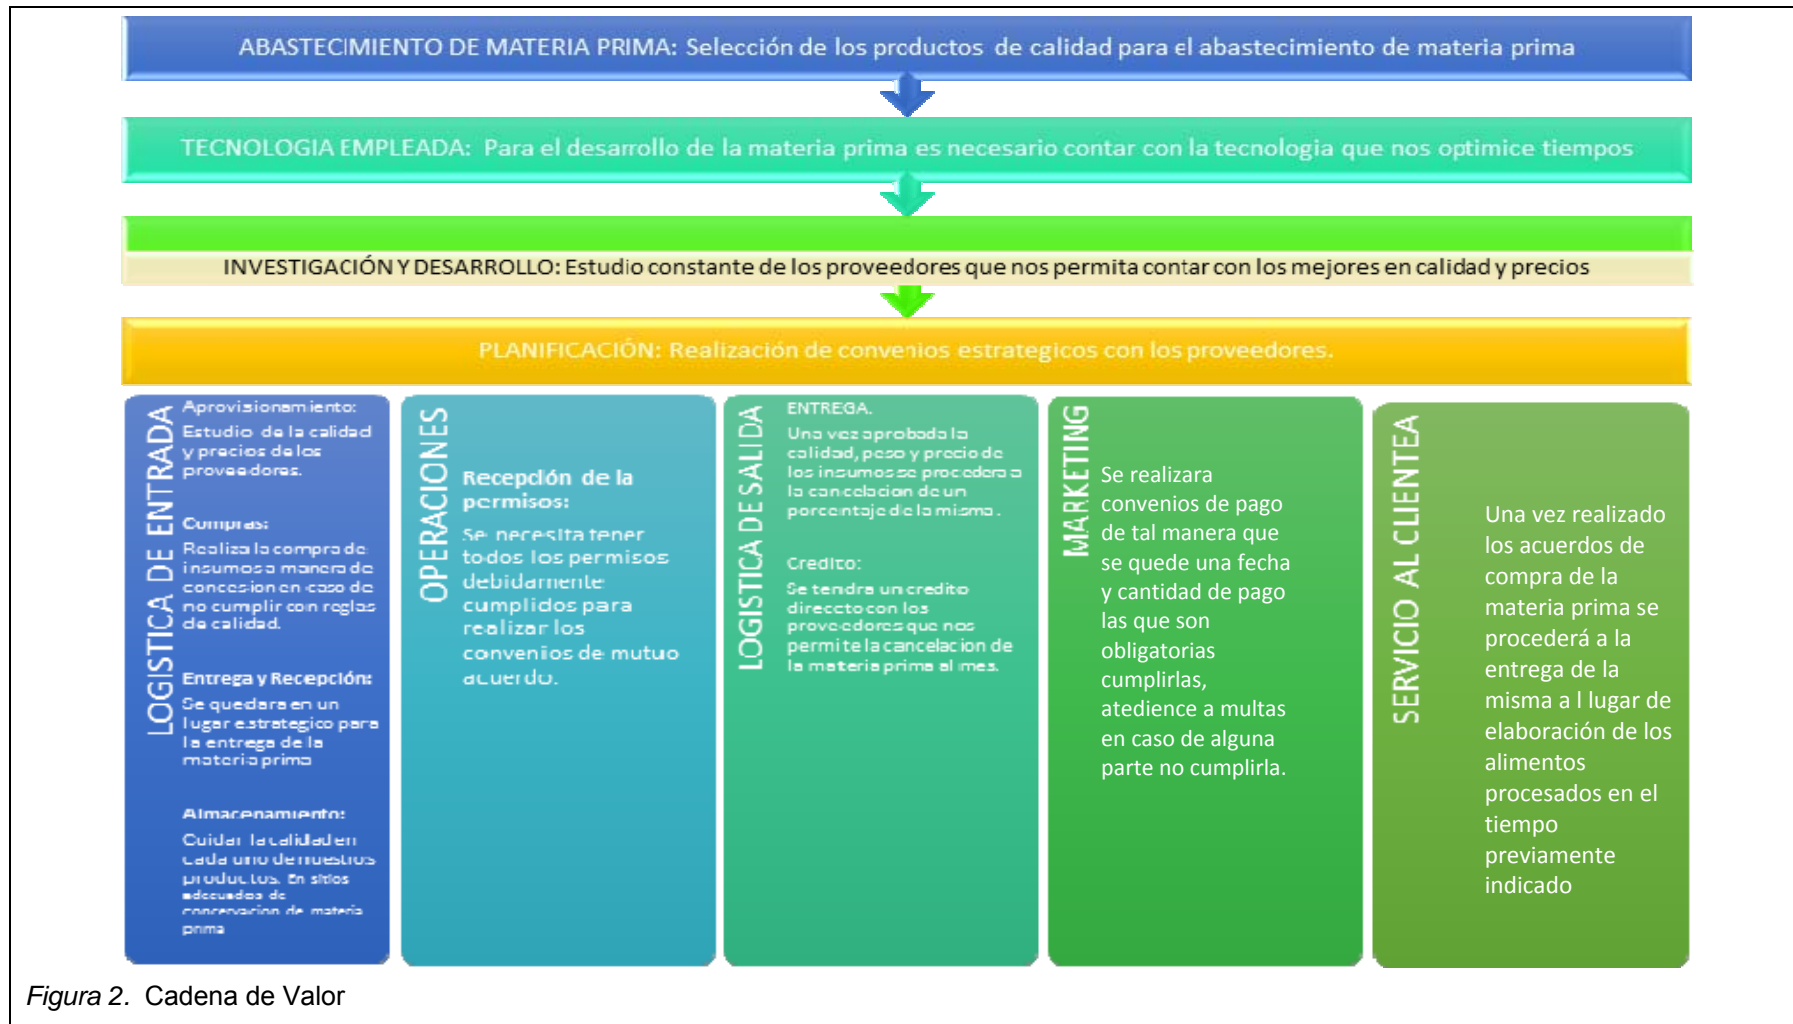 ABASTECIMIENTO DE MATERIA PRIMA: Selección de los productos de calidad para el abastecimiento de materia prima
TECNOLOGIA EMPLEADA: Para el desarrollo de la materia prima es necesario contar con la tecnologia que nos optimice tiempos
INVESTIGACIÓN Y DESARROLLO: Estudio constante de los proveedores que nos permita contar con los mejores en calidad y precios
PLANIFICACIÓN: Realización de convenios estrategicos con los proveedores.
LOGISTICA DE ENTRADA
Aprovisionamiento:
Estudio de la calidad
y precios de los
proveedores.
Compras:
Realiza la compra de
insumos a manera de
concesion en caso de
no cumplir con reglas
de calidad.
Entrega y Recepción:
Se quedara en un
lugar estrategico para
la entrega de la
materia prima
Almacenamiento:
Cuidar la calidad en
cada uno de nuestros
productos. En sitios
adecuados de
concervacion de materia
prima
OPERACIONES
Recepción de la
permisos:
Se necesita tener
todos los permisos
debidamente
cumplidos para
realizar los
convenios de mutuo
acuerdo.
LOGISTICA DE SALIDA
ENTREGA.
Una vez aprobada la
calidad, peso y precio de
los insumos se procedera a
la cancelacion de un
porcentaje de la misma.
Credito:
Se tendra un credito
direccto con los
proveedores que nos
permite la cancelacion de
la materia prima al mes.
MARKETING
Se realizara
convenios de pago
de tal manera que
se quede una fecha
y cantidad de pago
las que son
obligatorias
cumplirlas,
atedience a multas
en caso de alguna
parte no cumplirla.
SERVICIO AL CLIENTEA
Una vez realizado
los acuerdos de
compra de la
materia prima se
procederá a la
entrega de la
misma a l lugar de
elaboración de los
alimentos
procesados en el
tiempo
previamente
indicado
Figura 2. Cadena de Valor